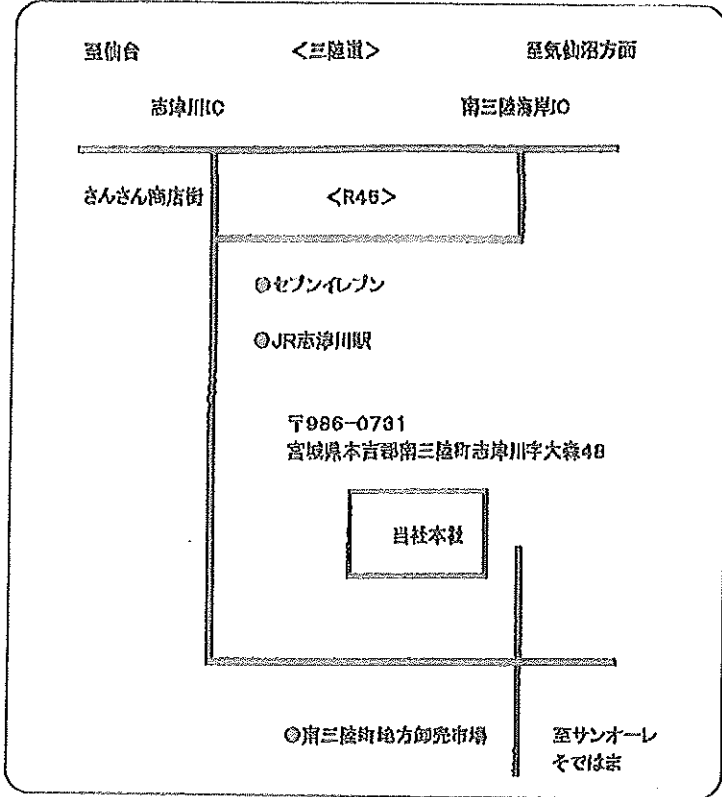 至仙台 <三陸道> 至気仙沼方面
志津川IC 南三陸海岸IC
さんさん商店街 <R45>
◎セブンイレブン
◎JR志津川駅
〒986-0731
宮城県本吉郡南三陸町志津川字大森48
当社本社
◎南三陸町地方卸売市場 至サンオーレ
そではま